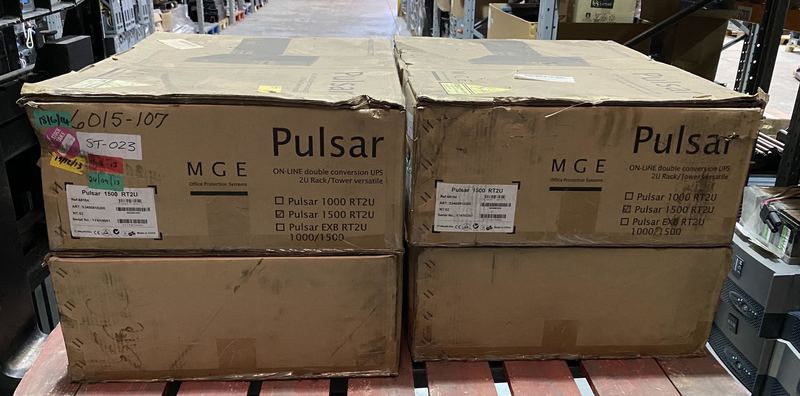 6015-107
ST-023
Pulsar
ON-LINE double conversion UPS
2U Rack/Tower versatile
MGE
Office Protection Systems
Pulsar 1000 RT2U
Pulsar 1500 RT2U
Pulsar EXB RT2U
1000/1500
Pulsar 1500 RT2U
Pulsar
ON-LINE double conversion UPS
2U Rack/Tower versatile
MGE
Office Protection Systems
Pulsar 1000 RT2U
Pulsar 1500 RT2U
Pulsar EXB RT2U
1000/1500
Pulsar 1500 RT2U